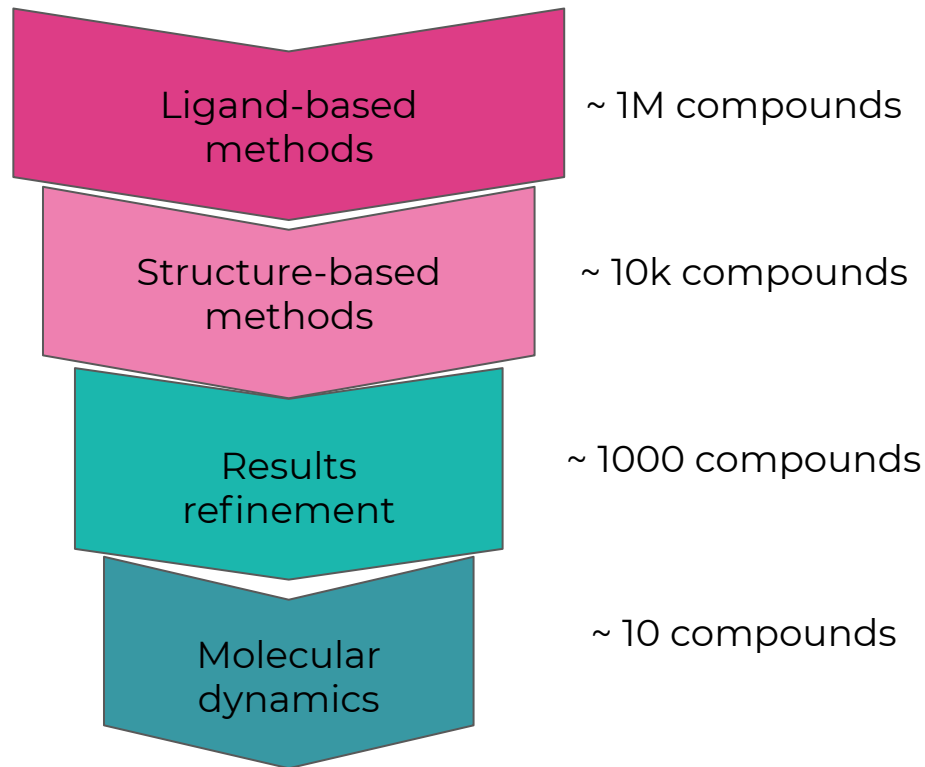 Ligand-based
methods
~ 1M compounds
Structure-based
methods
~ 10k compounds
Results
refinement
~ 1000 compounds
Molecular
dynamics
~ 10 compounds